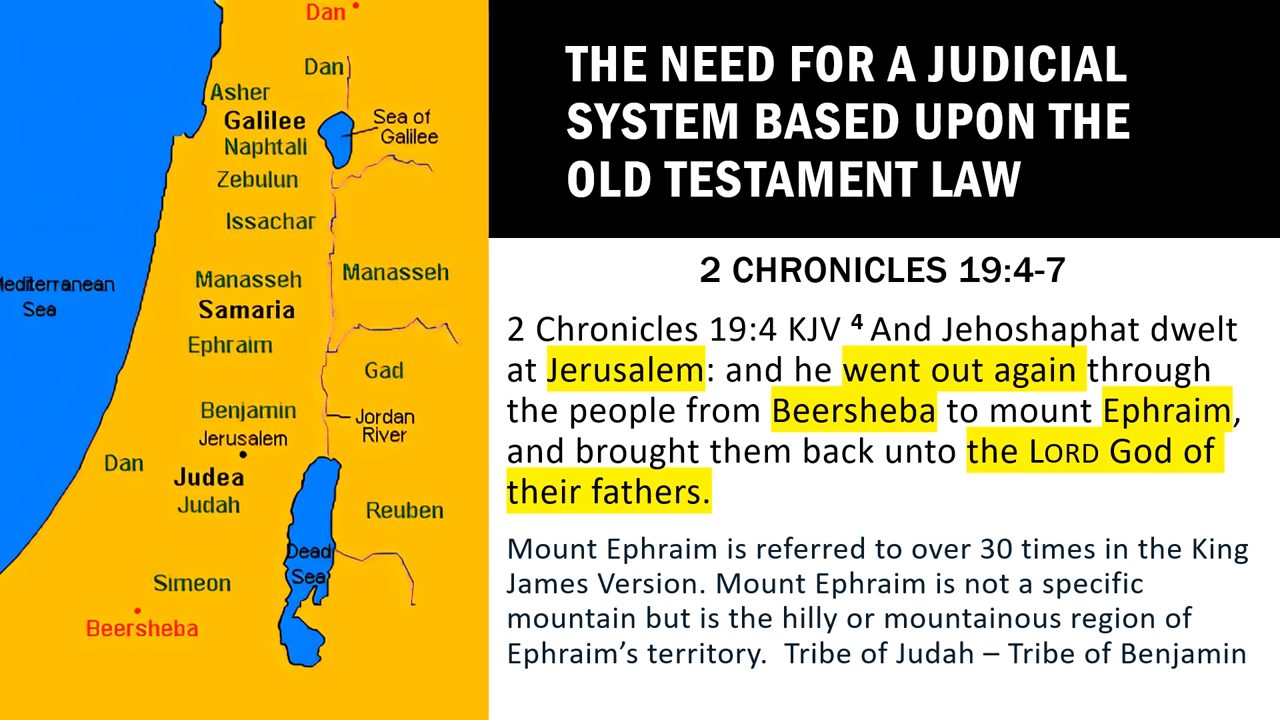 Dan
Dan
Asher
Galilee
Sea of
Galilee
Naphtali
Zebulun
Issachar
Manasseh
Manasseh
Mediterranean
Sea
Samaria
Ephraim
Gad
Benjamin
Jordan
River
Jerusalem
Dan
Judea
Judah
Reuben
Dead
Sea
Simeon
Beersheba
THE NEED FOR A JUDICIAL
SYSTEM BASED UPON THE
OLD TESTAMENT LAW
2 CHRONICLES 19:4-7
2 Chronicles 19:4 KJV 4 And Jehoshaphat dwelt
at Jerusalem: and he went out again through
the people from Beersheba to mount Ephraim,
and brought them back unto the LORD God of
their fathers.
Mount Ephraim is referred to over 30 times in the King
James Version. Mount Ephraim is not a specific
mountain but is the hilly or mountainous region of
Ephraim’s territory.  Tribe of Judah – Tribe of Benjamin